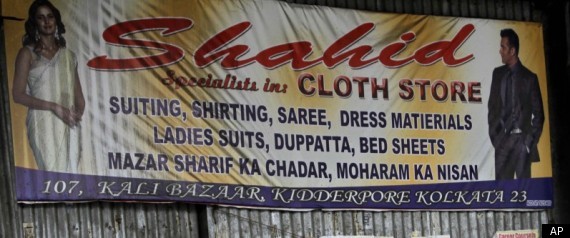 Shahid
Specialists in: CLOTH STORE
SUITING, SHIRTING, SAREE, DRESS MATIERIALS
LADIES SUITS, DUPPATTA, BED SHEETS
MAZAR SHARIF KA CHADAR, MOHARAM KA NISAN
107, KALI BAZAAR, KIDDERPORE KOLKATA 23
AP